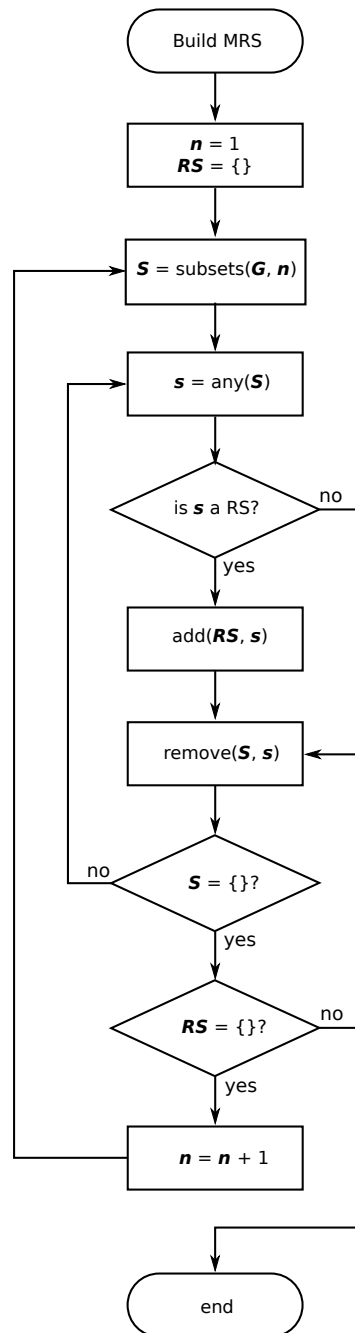 Build MRS
n = 1
RS = {}
S = subsets(G, n)
s = any(S)
is s a RS?
no
yes
add(RS, s)
remove(S, s)
no
S = {}?
yes
RS = {}?
no
yes
n = n + 1
end